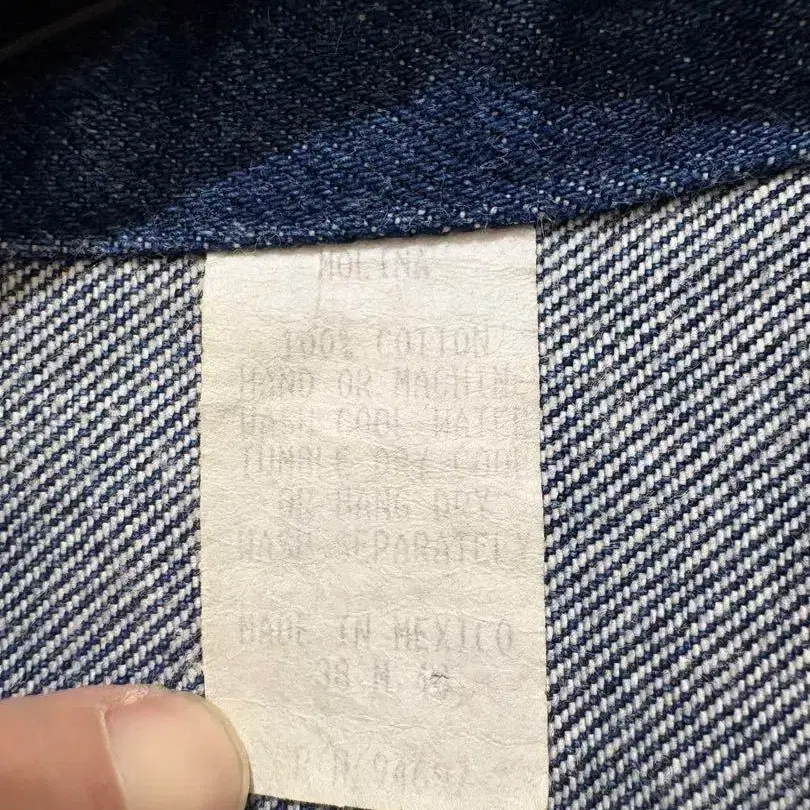 MOLINA
100% COTTON
HAND OR MACHINE
WASH COOL WATER
TUMBLE DRY COOL
OR HANG DRY
WASH SEPARATELY
MADE IN MEXICO
38 M